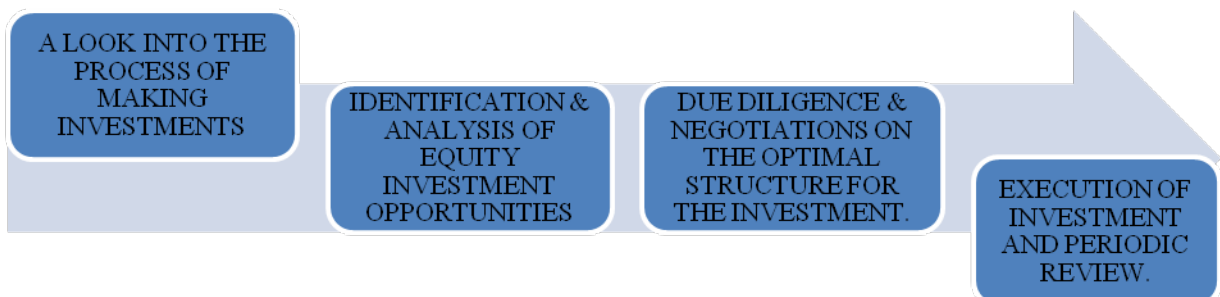 A LOOK INTO THE
PROCESS OF
MAKING
INVESTMENTS
IDENTIFICATION &
ANALYSIS OF
EQUITY
INVESTMENT
OPPORTUNITIES
DUE DILIGENCE &
NEGOTIATIONS ON
THE OPTIMAL
STRUCTURE FOR
THE INVESTMENT.
EXECUTION OF
INVESTMENT
AND PERIODIC
REVIEW.